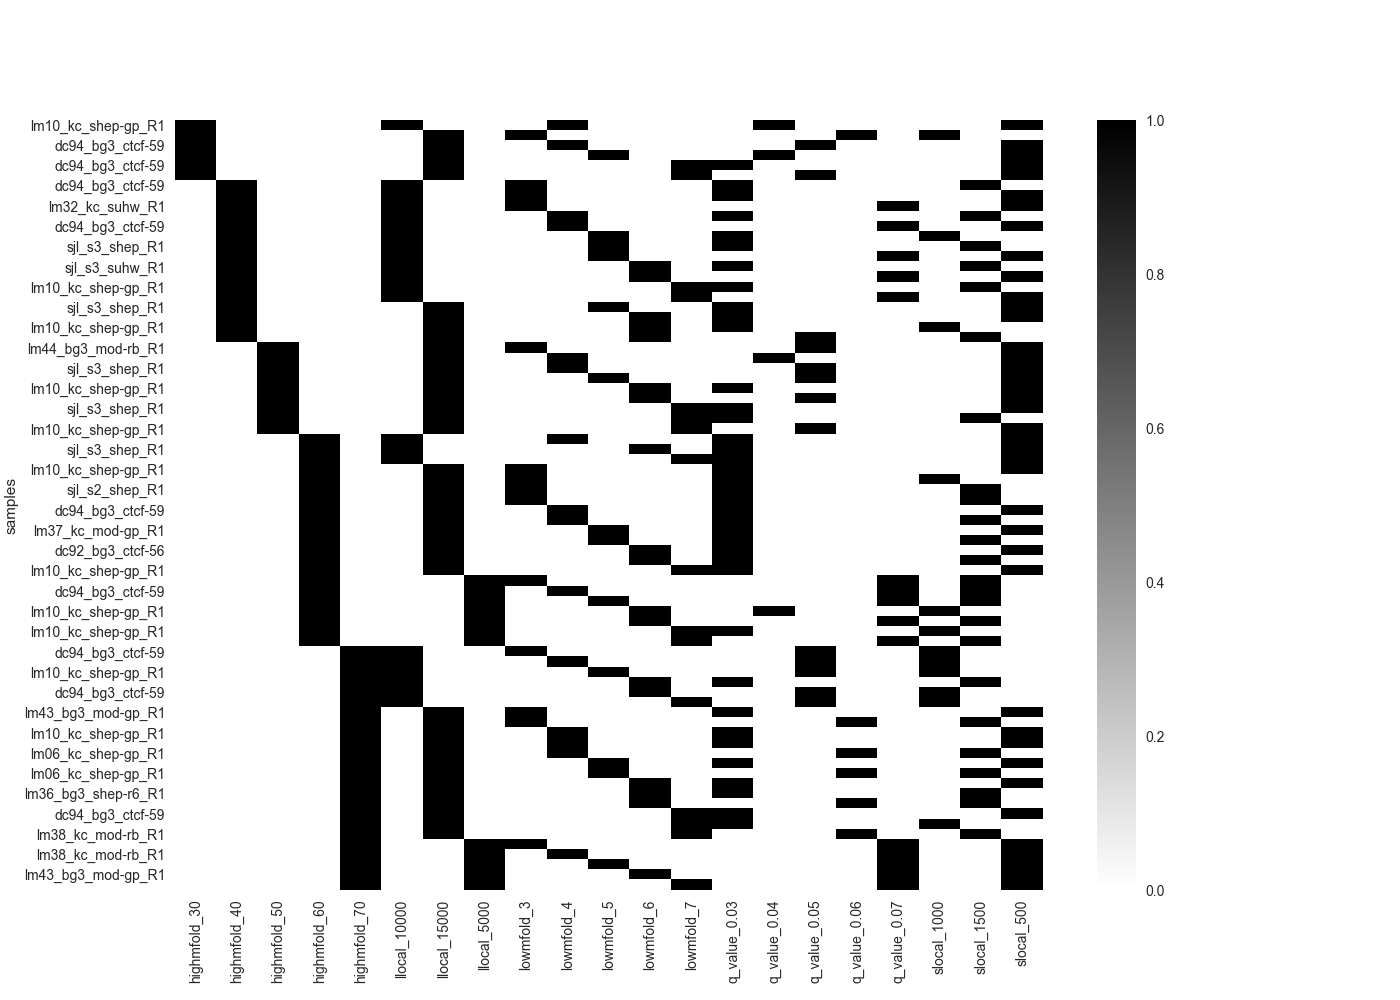 lm10_kc_shep-gp_R1
dc94_bg3_ctcf-59
dc94_bg3_ctcf-59
dc94_bg3_ctcf-59
lm32_kc_suhw_R1
dc94_bg3_ctcf-59
sjl_s3_shep_R1
sjl_s3_suhw_R1
lm10_kc_shep-gp_R1
sjl_s3_shep_R1
lm10_kc_shep-gp_R1
lm44_bg3_mod-rb_R1
sjl_s3_shep_R1
lm10_kc_shep-gp_R1
sjl_s3_shep_R1
lm10_kc_shep-gp_R1
sjl_s3_shep_R1
lm10_kc_shep-gp_R1
sjl_s2_shep_R1
dc94_bg3_ctcf-59
lm37_kc_mod-gp_R1
dc92_bg3_ctcf-56
lm10_kc_shep-gp_R1
dc94_bg3_ctcf-59
lm10_kc_shep-gp_R1
lm10_kc_shep-gp_R1
dc94_bg3_ctcf-59
lm10_kc_shep-gp_R1
dc94_bg3_ctcf-59
lm43_bg3_mod-gp_R1
lm10_kc_shep-gp_R1
lm06_kc_shep-gp_R1
lm06_kc_shep-gp_R1
lm36_bg3_shep-r6_R1
dc94_bg3_ctcf-59
lm38_kc_mod-rb_R1
lm38_kc_mod-rb_R1
lm43_bg3_mod-gp_R1
samples
highmfold_30
highmfold_40
highmfold_50
highmfold_60
highmfold_70
llocal_10000
llocal_15000
llocal_5000
lowmfold_3
lowmfold_4
lowmfold_5
lowmfold_6
lowmfold_7
q_value_0.03
q_value_0.04
q_value_0.05
q_value_0.06
q_value_0.07
slocal_1000
slocal_1500
slocal_500
1.0
0.8
0.6
0.4
0.2
0.0